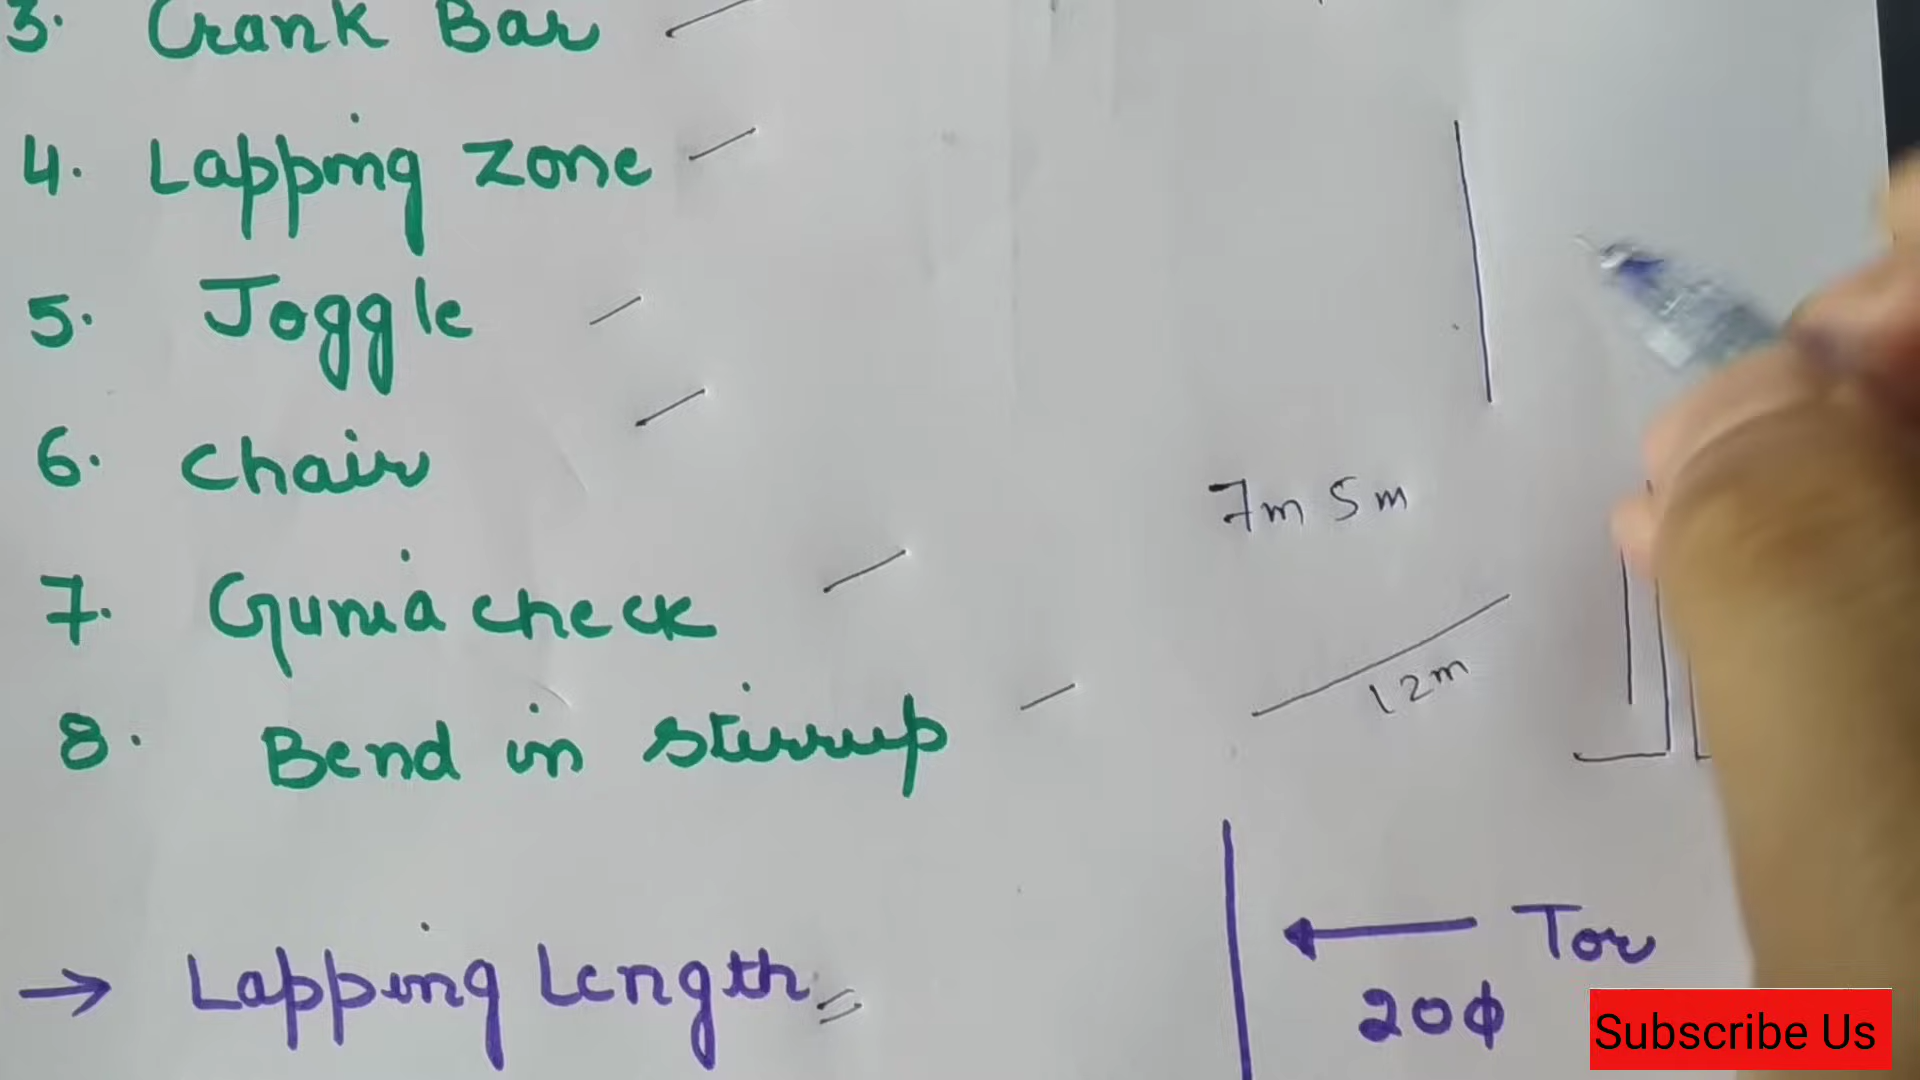 3. Crank Bar
4. Lapping zone
5. Joggle
6. chair
7m 5m
7. Gunia check
12m
8. Bend in stirrup
← Tor
→ Lapping Length =
20ϕ
Subscribe Us